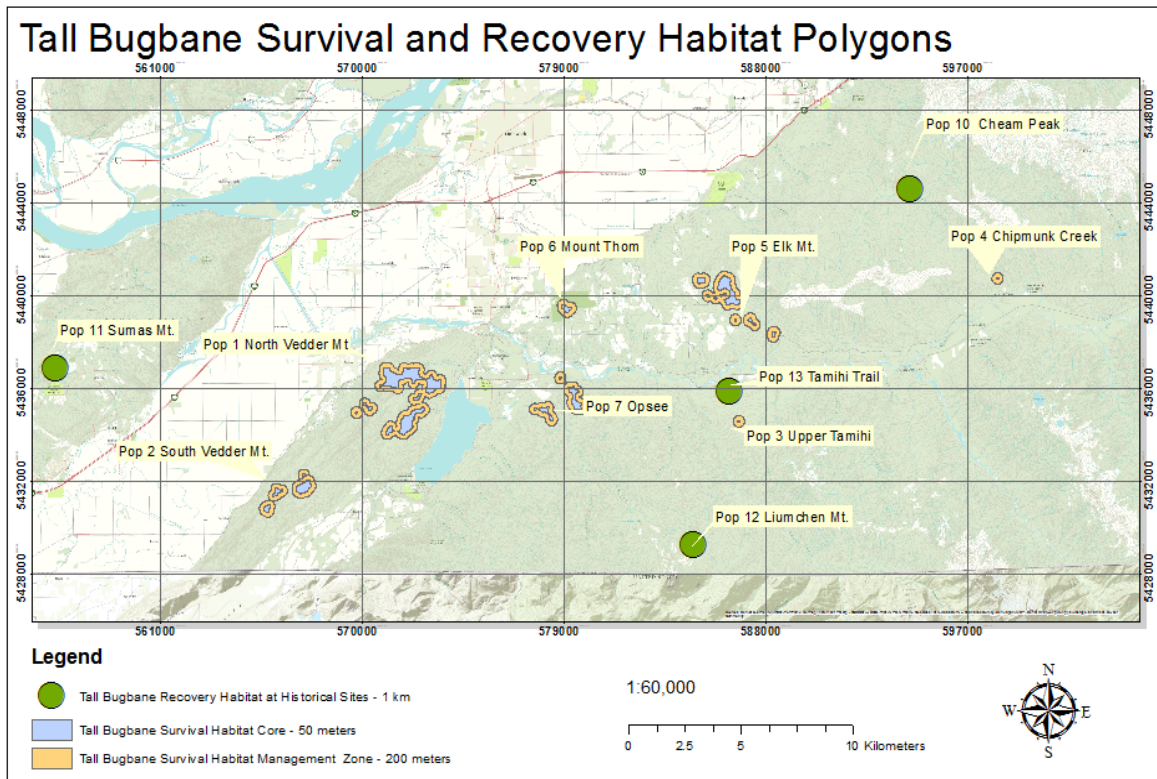 Tall Bugbane Survival and Recovery Habitat Polygons
561000 570000 579000 588000 597000
5448000 5448000
Pop 10 Cheam Peak
5444000 5444000
Pop 6 Mount Thom
Pop 5 Elk Mt.
Pop 4 Chipmunk Creek
5440000 5440000
Pop 11 Sumas Mt.
Pop 1 North Vedder Mt
5436000 5436000
Pop 13 Tamihi Trail
Pop 7 Opsee
Pop 3 Upper Tamihi
Pop 2 South Vedder Mt.
5432000 5432000
Pop 12 Liumchen Mt.
5428000 5428000
561000 570000 579000 588000 597000
Legend
Tall Bugbane Recovery Habitat at Historical Sites - 1 km
Tall Bugbane Survival Habitat Core - 50 meters
Tall Bugbane Survival Habitat Management Zone - 200 meters
1:60,000
0 2.5 5 10 Kilometers
N
W E
S